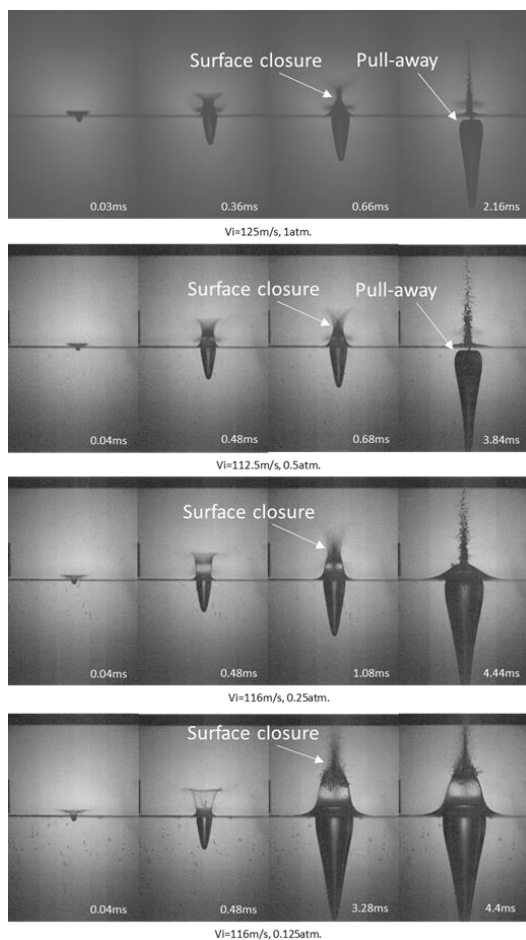 Surface closure
Pull-away
0.03ms
0.36ms
0.66ms
2.16ms
Vi=125m/s, 1atm.
Surface closure
Pull-away
0.04ms
0.48ms
0.68ms
3.84ms
Vi=112.5m/s, 0.5atm.
Surface closure
0.04ms
0.48ms
1.08ms
4.44ms
Vi=116m/s, 0.25atm.
Surface closure
0.04ms
0.48ms
3.28ms
4.4ms
Vi=116m/s, 0.125atm.